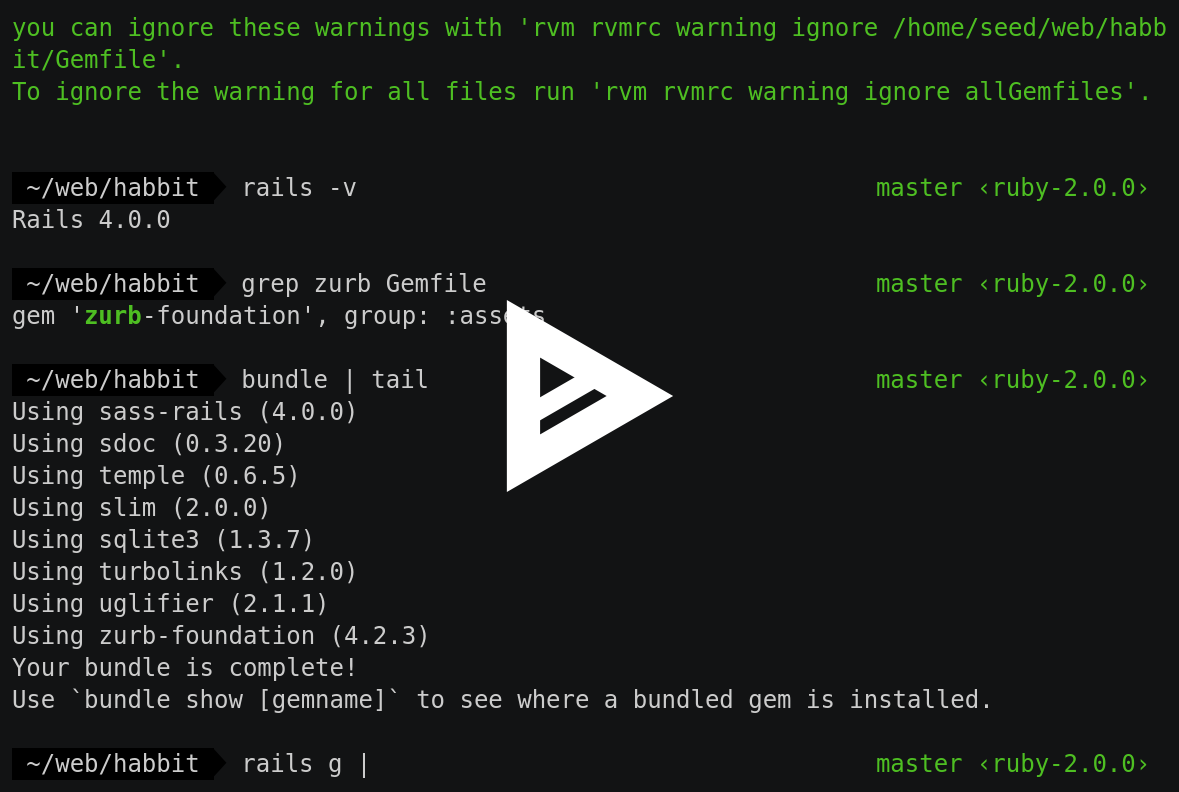 you can ignore these warnings with 'rvm rvmrc warning ignore /home/seed/web/habb
it/Gemfile'.
To ignore the warning for all files run 'rvm rvmrc warning ignore allGemfiles'.
~/web/habbit rails -v master ‹ruby-2.0.0›
Rails 4.0.0
~/web/habbit grep zurb Gemfile master ‹ruby-2.0.0›
gem 'zurb-foundation', group: :assets
~/web/habbit bundle | tail master ‹ruby-2.0.0›
Using sass-rails (4.0.0)
Using sdoc (0.3.20)
Using temple (0.6.5)
Using slim (2.0.0)
Using sqlite3 (1.3.7)
Using turbolinks (1.2.0)
Using uglifier (2.1.1)
Using zurb-foundation (4.2.3)
Your bundle is complete!
Use `bundle show [gemname]` to see where a bundled gem is installed.
~/web/habbit rails g | master ‹ruby-2.0.0›